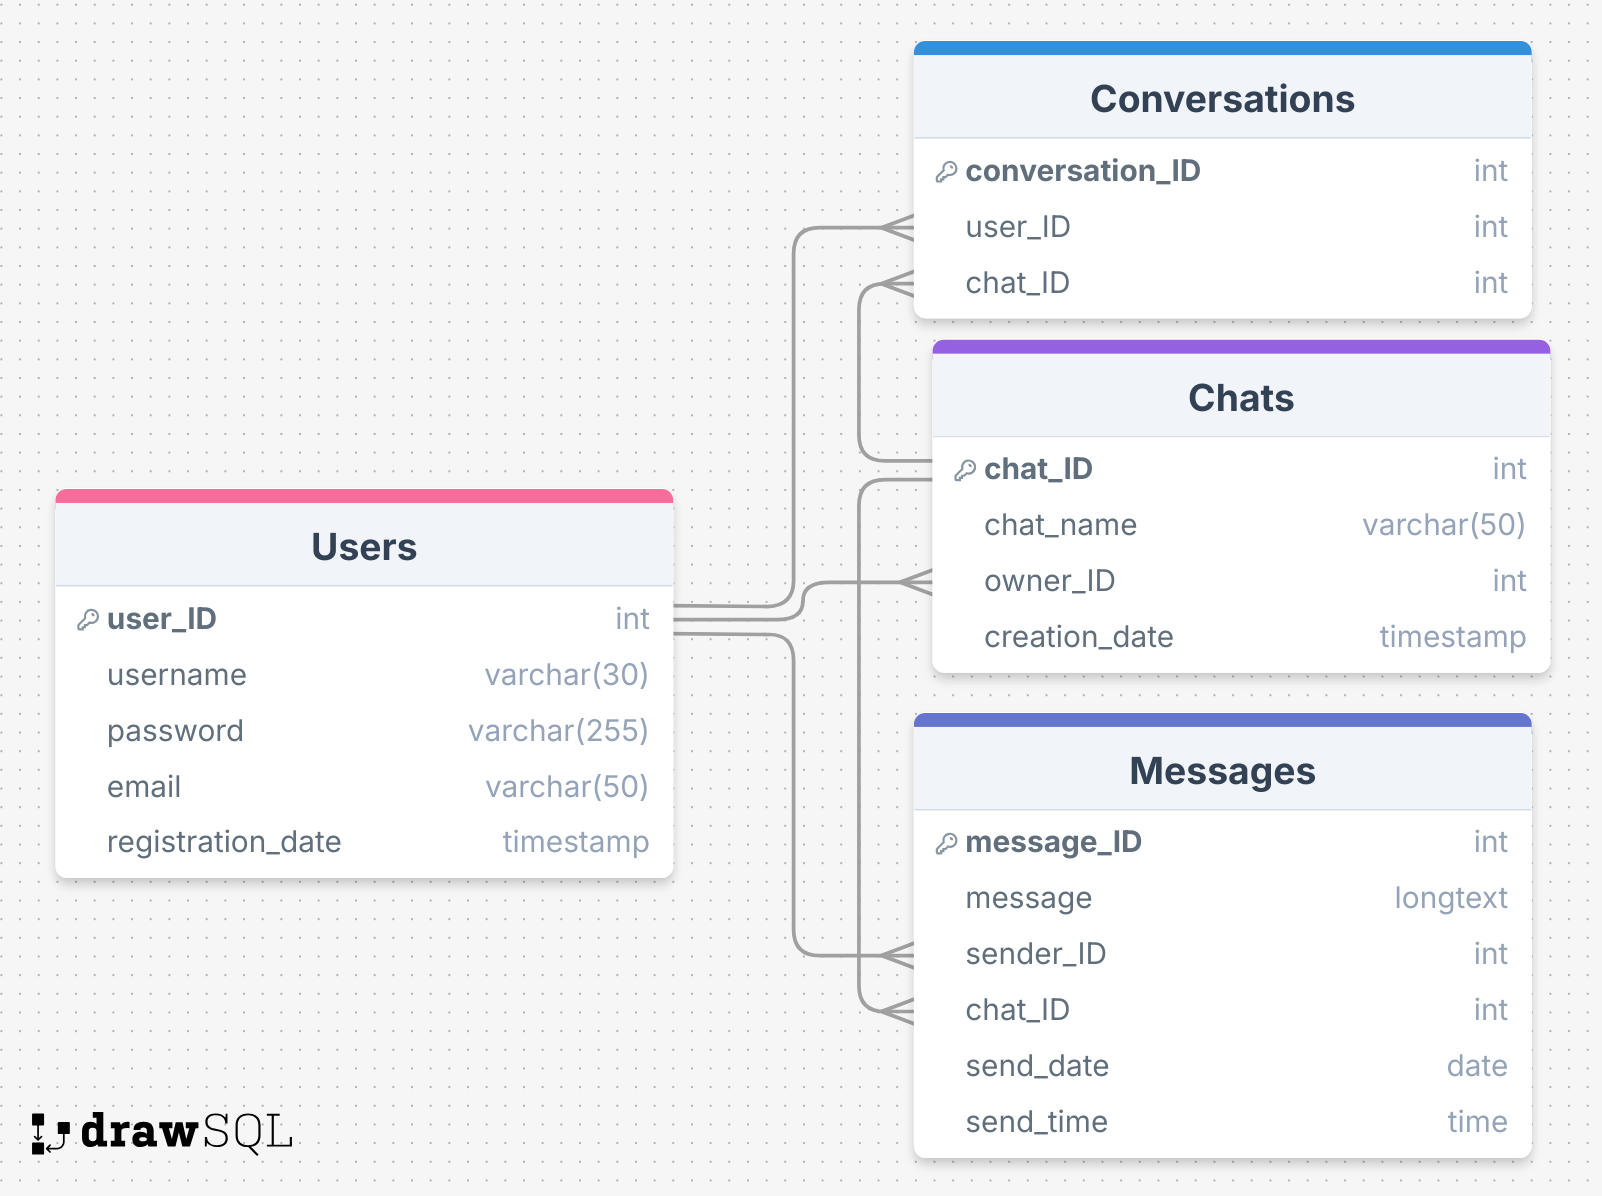 Conversations
conversation_ID int
user_ID int
chat_ID int
Chats
chat_ID int
chat_name varchar(50)
owner_ID int
creation_date timestamp
Users
user_ID int
username varchar(30)
password varchar(255)
email varchar(50)
registration_date timestamp
Messages
message_ID int
message longtext
sender_ID int
chat_ID int
send_date date
send_time time
drawSQL